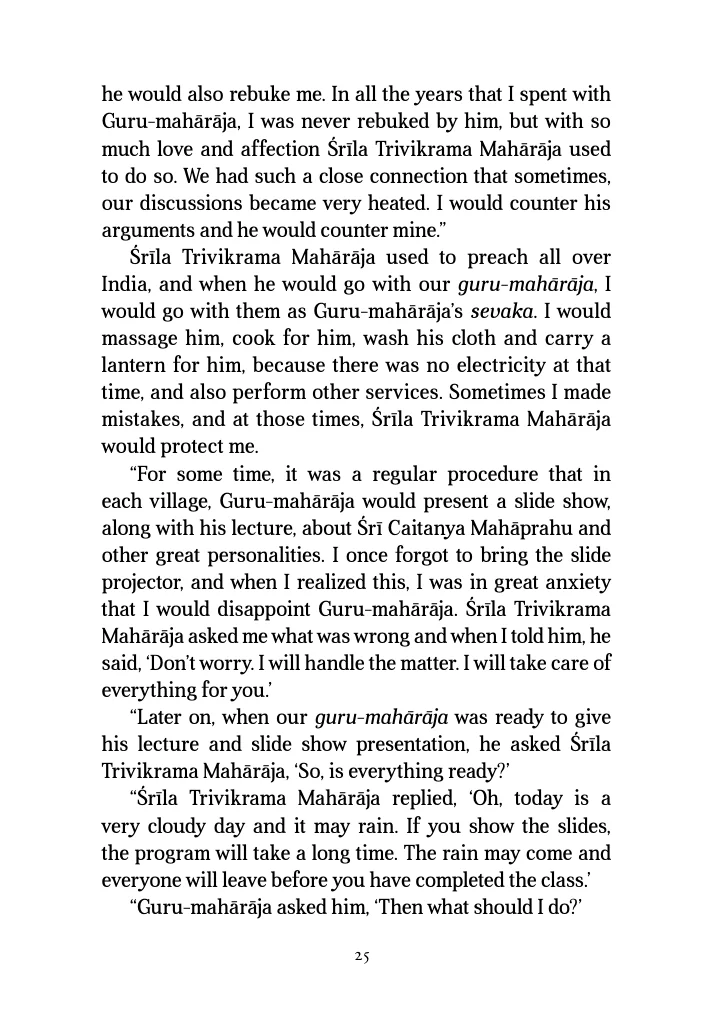 he would also rebuke me. In all the years that I spent with
Guru-mahārāja, I was never rebuked by him, but with so
much love and affection Śrīla Trivikrama Mahārāja used
to do so. We had such a close connection that sometimes,
our discussions became very heated. I would counter his
arguments and he would counter mine.”
Śrīla Trivikrama Mahārāja used to preach all over
India, and when he would go with our guru-mahārāja, I
would go with them as Guru-mahārāja’s sevaka. I would
massage him, cook for him, wash his cloth and carry a
lantern for him, because there was no electricity at that
time, and also perform other services. Sometimes I made
mistakes, and at those times, Śrīla Trivikrama Mahārāja
would protect me.
“For some time, it was a regular procedure that in
each village, Guru-mahārāja would present a slide show,
along with his lecture, about Śrī Caitanya Mahāprahu and
other great personalities. I once forgot to bring the slide
projector, and when I realized this, I was in great anxiety
that I would disappoint Guru-mahārāja. Śrīla Trivikrama
Mahārāja asked me what was wrong and when I told him, he
said, ‘Don’t worry. I will handle the matter. I will take care of
everything for you.’
“Later on, when our guru-mahārāja was ready to give
his lecture and slide show presentation, he asked Śrīla
Trivikrama Mahārāja, ‘So, is everything ready?’
“Śrīla Trivikrama Mahārāja replied, ‘Oh, today is a
very cloudy day and it may rain. If you show the slides,
the program will take a long time. The rain may come and
everyone will leave before you have completed the class.’
“Guru-mahārāja asked him, ‘Then what should I do?’
25